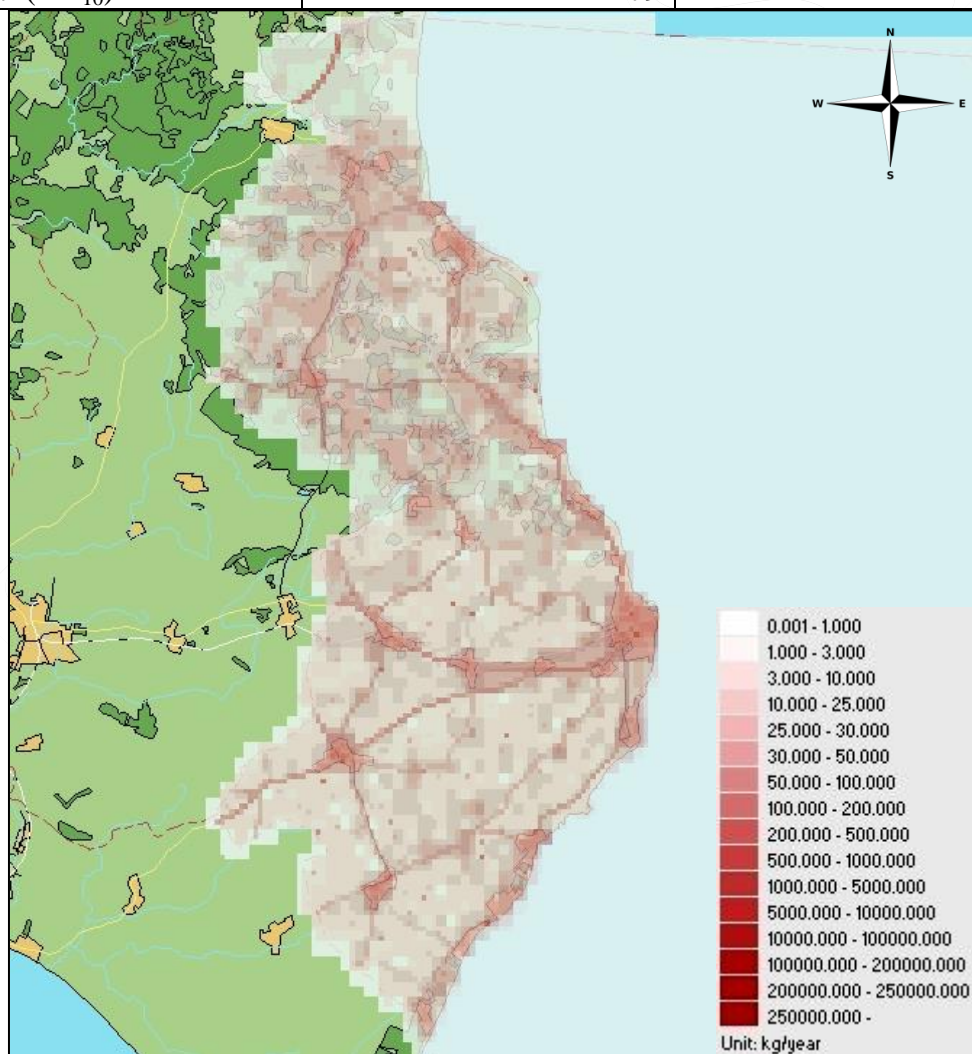 10)
N
W E
S
0.001 - 1.000
1.000 - 3.000
3.000 - 10.000
10.000 - 25.000
25.000 - 30.000
30.000 - 50.000
50.000 - 100.000
100.000 - 200.000
200.000 - 500.000
500.000 - 1000.000
1000.000 - 5000.000
5000.000 - 10000.000
10000.000 - 100000.000
100000.000 - 200000.000
200000.000 - 250000.000
250000.000 -
Unit: kg/year